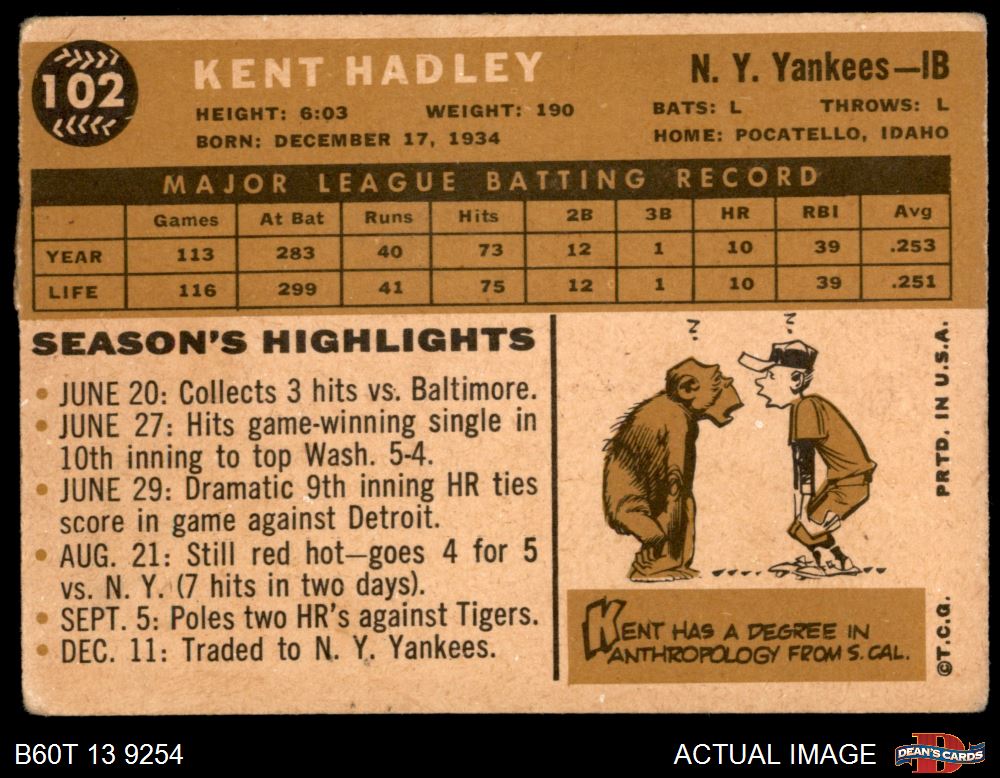 102
KENT HADLEY
N. Y. Yankees—1B
HEIGHT: 6:03 WEIGHT: 190 BATS: L THROWS: L
BORN: DECEMBER 17, 1934 HOME: POCATELLO, IDAHO
MAJOR LEAGUE BATTING RECORD
Games At Bat Runs Hits 2B 3B HR RBI Avg
YEAR 113 283 40 73 12 1 10 39 .253
LIFE 116 299 41 75 12 1 10 39 .251
SEASON'S HIGHLIGHTS
• JUNE 20: Collects 3 hits vs. Baltimore.
• JUNE 27: Hits game-winning single in
10th inning to top Wash. 5-4.
• JUNE 29: Dramatic 9th inning HR ties
score in game against Detroit.
• AUG. 21: Still red hot—goes 4 for 5
vs. N. Y. (7 hits in two days).
• SEPT. 5: Poles two HR's against Tigers.
• DEC. 11: Traded to N. Y. Yankees.
? ?
KENT HAS A DEGREE IN
ANTHROPOLOGY FROM S. CAL.
©T.C.G. PRTD. IN U.S.A.
B60T 13 9254
ACTUAL IMAGE
D
DEAN'S CARDS